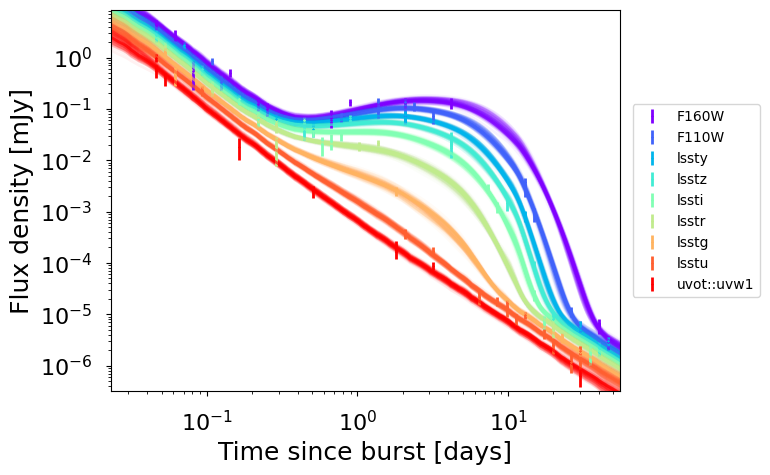 Flux density [mJy]
10⁰
10⁻¹
10⁻²
10⁻³
10⁻⁴
10⁻⁵
10⁻⁶
10⁻¹ 10⁰ 10¹
Time since burst [days]
F160W
F110W
lssty
lsstz
lssti
lsstr
lsstg
lsstu
uvot::uvw1